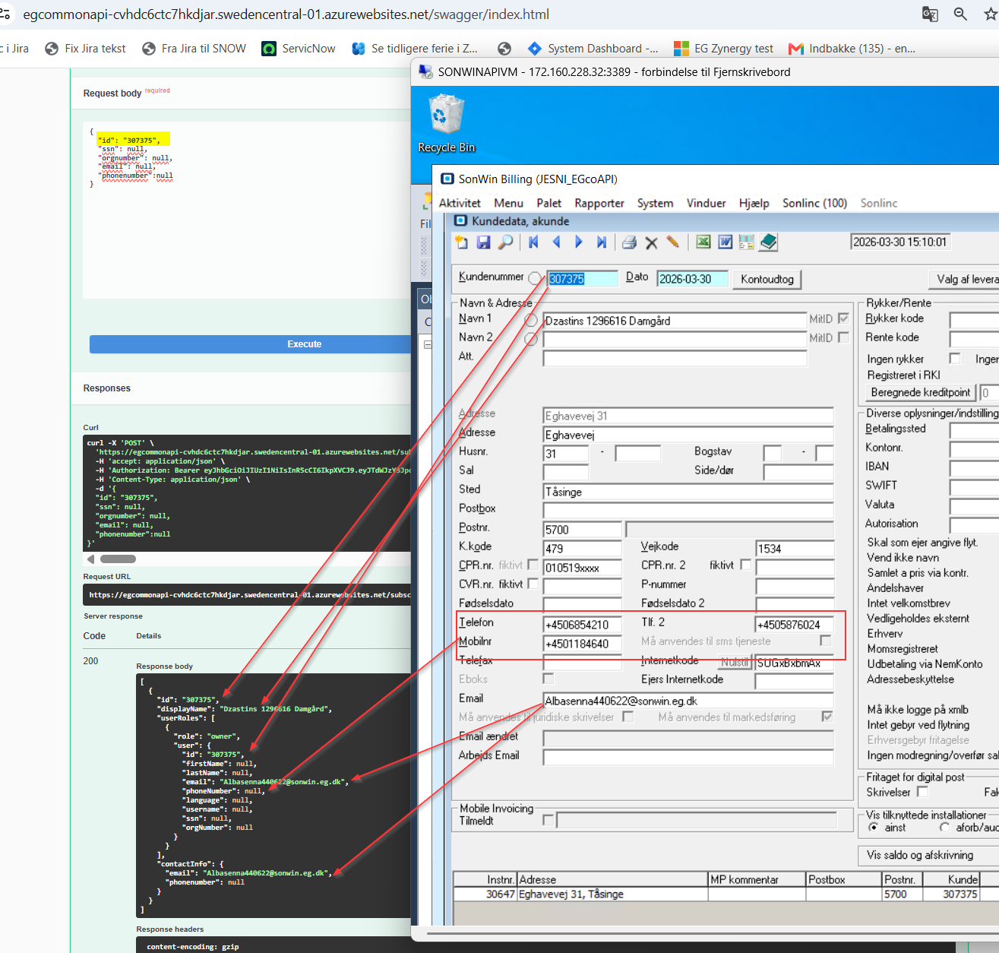 egcommonapi-cvhdc6ctc7hkdjar.swedencentral-01.azurewebsites.net/swagger/index.html
c i Jira
Fix Jira tekst
Fra Jira til SNOW
ServicNow
Se tidligere ferie i Z...
System Dashboard -...
EG Zynergy test
Indbakke (135) - en...
Request body required
{
"id": "307375",
"ssn": null,
"orgnumber": null,
"email": null,
"phonenumber":null
}
Execute
Responses
Curl
curl -X 'POST' \
'https://egcommonapi-cvhdc6ctc7hkdjar.swedencentral-01.azurewebsites.net/sub
-H 'accept: application/json' \
-H 'Content-Type: application/json' \
-d '{
"id": "307375",
"ssn": null,
"orgnumber": null,
"email": null,
"phonenumber":null
}'
Request URL
https://egcommonapi-cvhdc6ctc7hkdjar.swedencentral-01.azurewebsites.net/subsc
Server response
Code
Details
200
Response body
[
{
"id": "307375",
"displayName": "Dzastins 1296616 Damgård",
"userRoles": [
{
"role": "owner",
"user": {
"id": "307375",
"firstName": null,
"lastName": null,
"email": "Albasenna440622@sonwin.eg.dk",
"phoneNumber": null,
"language": null,
"username": null,
"ssn": null,
"orgNumber": null
}
}
],
"contactInfo": {
"email": "Albasenna440622@sonwin.eg.dk",
"phonenumber": null
}
}
]
Response headers
content-encoding: gzip
SONWINAPIVM - 172.160.228.32:3389 - forbindelse til Fjernskrivebord
Recycle Bin
Fil
SonWin Billing (JESNI_EGcoAPI)
Aktivitet Menu Palet Rapporter System Vinduer Hjælp Sonlinc (100) Sonlinc
Kundedata, akunde
2026-03-30 15:10:01
Kundenummer 307375 Dato 2026-03-30 Kontoudtog Valg af levera
Navn & Adresse
Navn 1 Dzastins 1296616 Damgård MitID
Navn 2 MitID
Att.
Adresse Eghavevej 31
Adresse Eghavevej
Husnr. 31 - Bogstav -
Sal Side/dør
Sted Tåsinge
Postbox
Postnr. 5700
K.kode 479 Vejkode 1534
CPR.nr. fiktivt 010519xxxx CPR.nr. 2 fiktivt
CVR.nr. fiktivt P-nummer
Fødselsdato Fødselsdato 2
Telefon +4506854210 Tlf. 2 +4505876024
Mobilnr +4501184640 Må anvendes til sms tjeneste
Telefax Internetkode Nulstil SUGxBxbmAx
Eboks Ejers Internetkode
Email Albasenna440622@sonwin.eg.dk
Må anvendes til juridiske skrivelser Må anvendes til markedsføring
Email ændret
Arbejds Email
Mobile Invoicing
Tilmeldt
Rykker/Rente
Rykker kode
Rente kode
Ingen rykker Ingen
Registreret i RKI
Beregnede kreditpoint 0
Diverse oplysninger/indstilling
Betalingssted
Kontonr.
IBAN
SWIFT
Valuta
Autorisation
Skal som ejer angive flyt.
Vend ikke navn
Samlet a pris via kontr.
Andelshaver
Intet velkomstbrev
Vedligeholdes eksternt
Erhverv
Momsregistreret
Udbetaling via NemKonto
Adressebeskyttelse
Må ikke logge på xmlb
Intet gebyr ved flytning
Erhversgebyr fritagelse
Ingen modregning/overfør sal
Fritaget for digital post
Skrivelser Fak
Vis tilknyttede installationer
ainst aforb/auc
Vis saldo og afskrivning
Instnr. Adresse MP kommentar Postbox Postnr. Kunde
30647 Eghavevej 31, Tåsinge 5700 307375